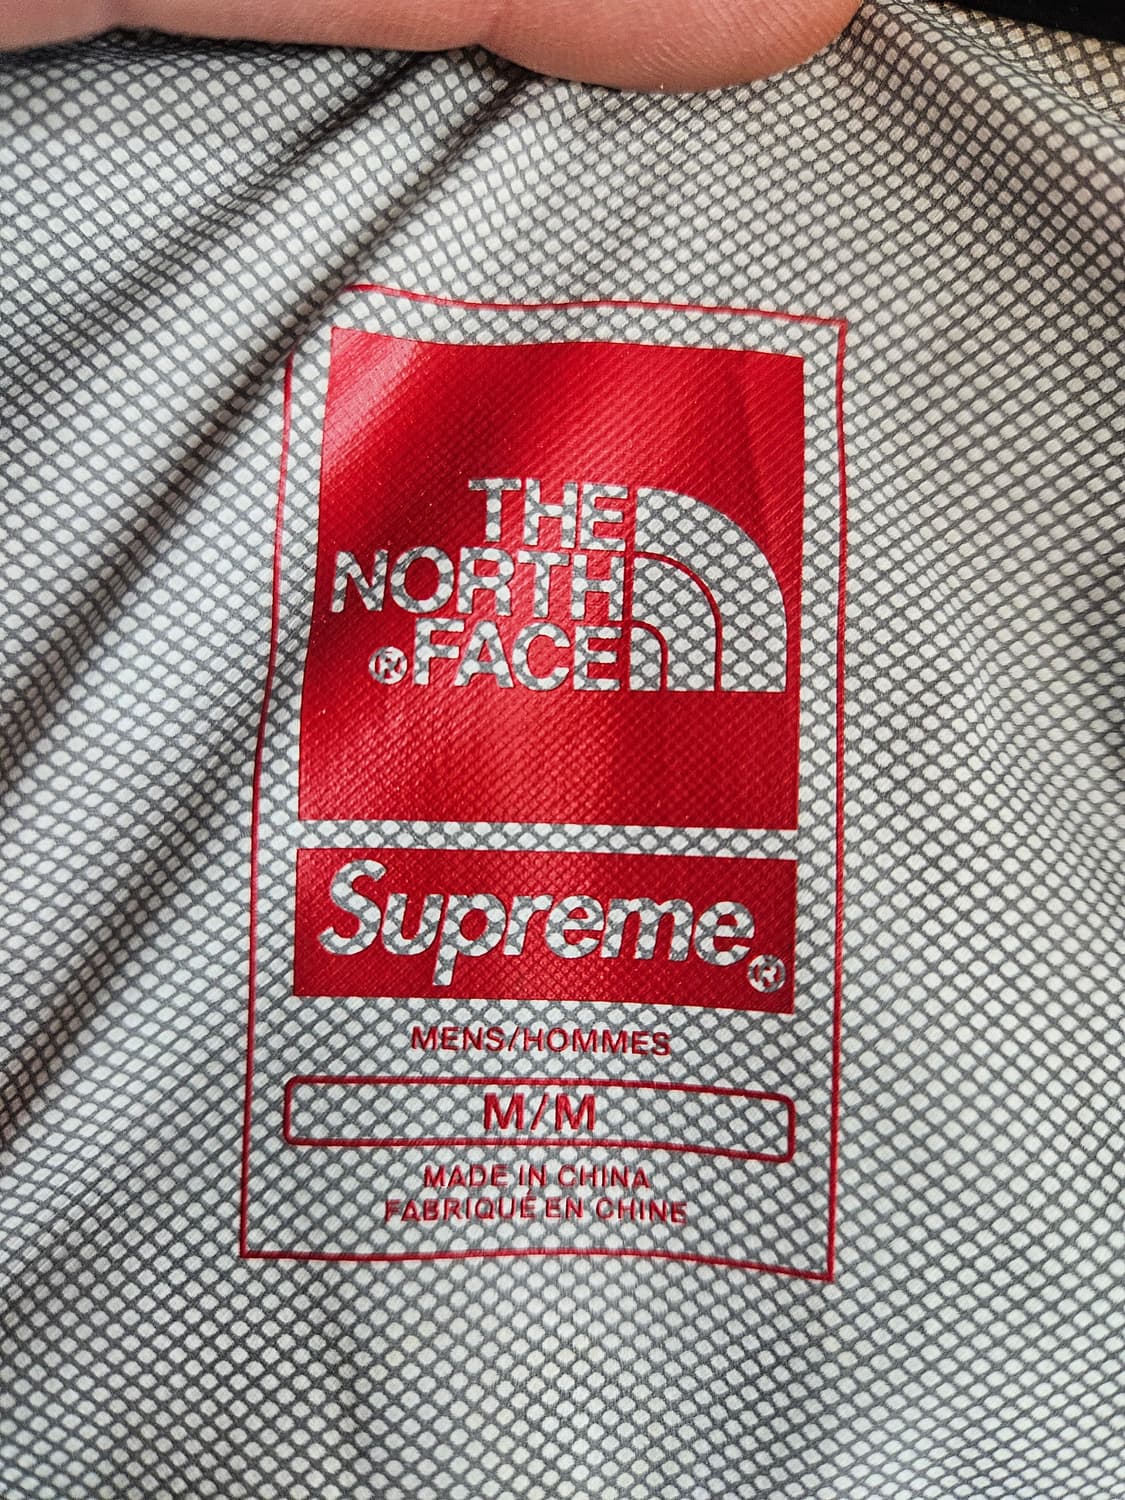 THE
NORTH
®FACE
Supreme®
MENS/HOMMES
M/M
MADE IN CHINA
FABRIQUÉ EN CHINE